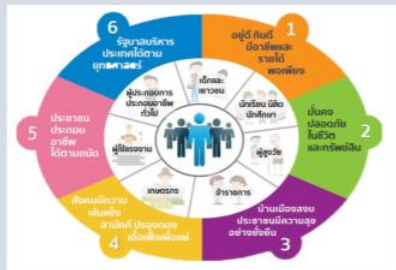 1
อยู่ดี กินดี
มีอาชีพและ
รายได้
พอเพียง
2
มั่นคง
ปลอดภัย
ในชีวิต
และทรัพย์สิน
3
บ้านเมืองสงบ
ประชาชนมีความสุข
อย่างยั่งยืน
4
สังคมมีความ
เข้มแข็ง
สามัคคี ปรองดอง
เอื้อเฟื้อเผื่อแผ่
5
ประชาชน
ประกอบ
อาชีพ
ได้ตามถนัด
6
รัฐบาลบริหาร
ประเทศได้ตาม
ยุทธศาสตร์
เด็กและ
เยาวชน
นักเรียน นิสิต
นักศึกษา
ผู้สูงวัย
ข้าราชการ
เกษตรกร
ผู้ใช้แรงงาน
ผู้ประกอบการ
ประกอบอาชีพ
ทั่วไป